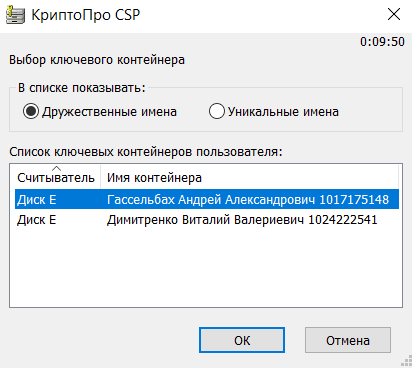 КриптоПро CSP
0:09:50
Выбор ключевого контейнера
В списке показывать:
Дружественные имена Уникальные имена
Список ключевых контейнеров пользователя:
Считыватель Имя контейнера
Диск E Гассельбах Андрей Александрович 1017175148
Диск E Димитренко Виталий Валериевич 1024222541
ОК Отмена